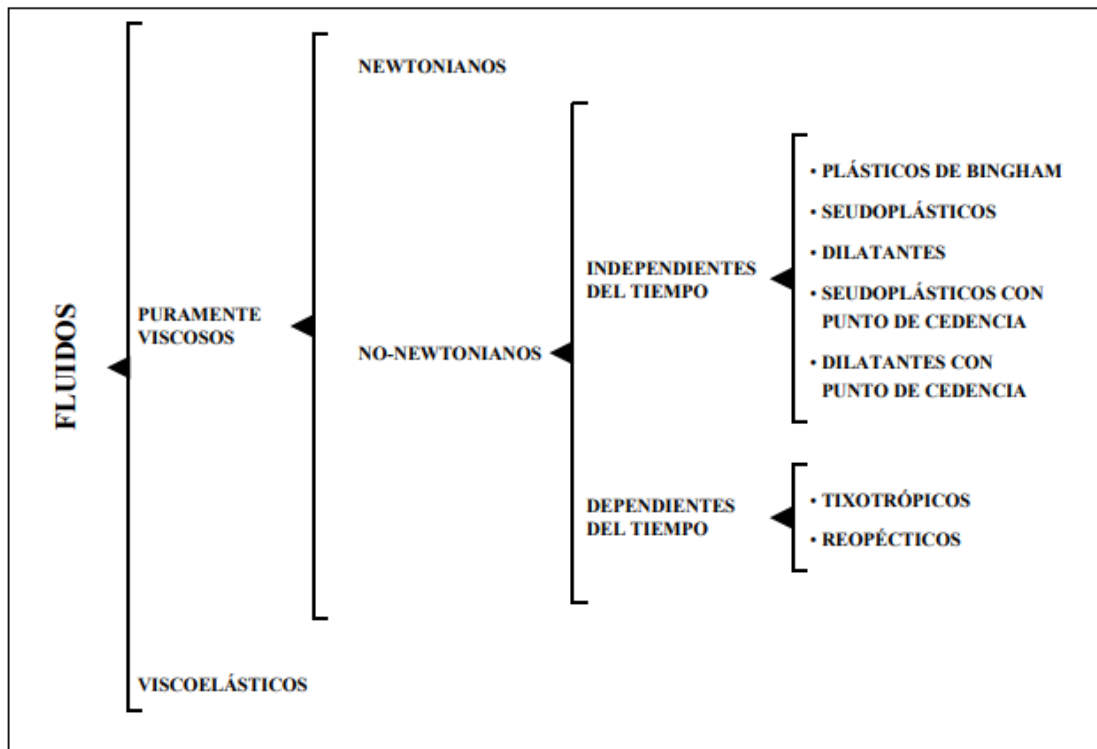 FLUIDOS
PURAMENTE
VISCOSOS
VISCOELÁSTICOS
NEWTONIANOS
NO-NEWTONIANOS
INDEPENDIENTES
DEL TIEMPO
DEPENDIENTES
DEL TIEMPO
• PLÁSTICOS DE BINGHAM
• SEUDOPLÁSTICOS
• DILATANTES
• SEUDOPLÁSTICOS CON
PUNTO DE CEDENCIA
• DILATANTES CON
PUNTO DE CEDENCIA
• TIXOTRÓPICOS
• REOPÉCTICOS